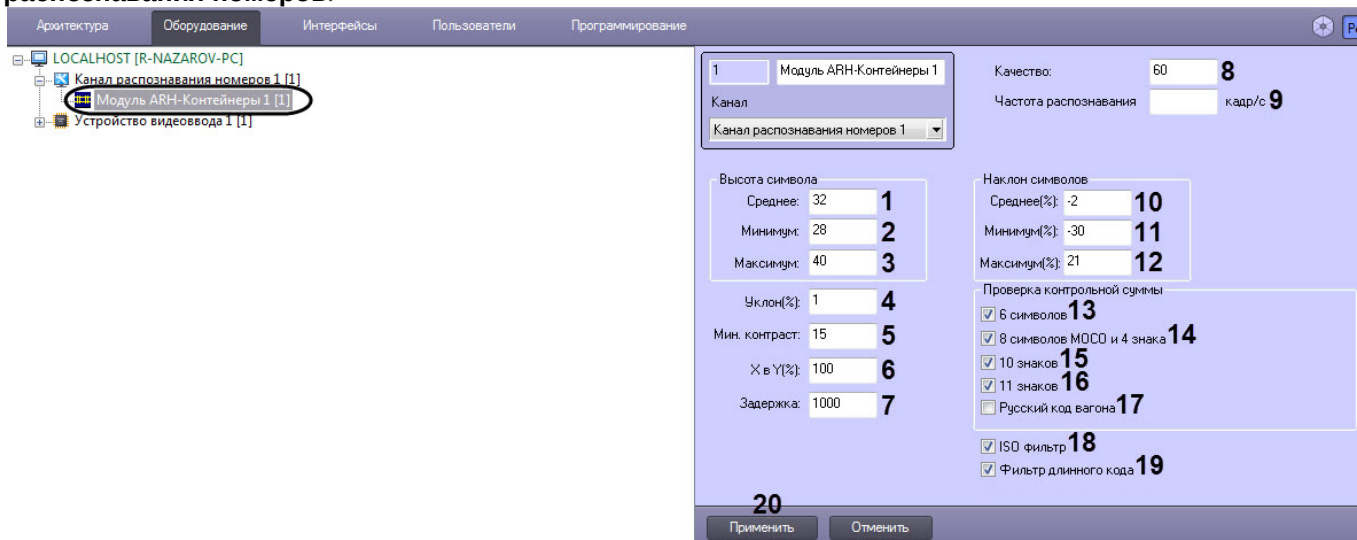 распознавания номеров.
Архитектура Оборудование Интерфейсы Пользователи Программирование
LOCALHOST [R-NAZAROV-PC]
Канал распознавания номеров 1 [1]
Модуль ARH-Контейнеры 1 [1]
Устройство видеоввода 1 [1]
1 Модуль ARH-Контейнеры 1
Канал
Канал распознавания номеров 1
Качество: 60 8
Частота распознавания кадр/с 9
Высота символа
Среднее: 32 1
Минимум: 28 2
Максимум: 40 3
Уклон(%): 1 4
Мин. контраст: 15 5
X в Y(%): 100 6
Задержка: 1000 7
Наклон символов
Среднее(%): -2 10
Минимум(%): -30 11
Максимум(%): 21 12
Проверка контрольной суммы
6 символов 13
8 символов МОСО и 4 знака 14
10 знаков 15
11 знаков 16
Русский код вагона 17
ISO фильтр 18
Фильтр длинного кода 19
20
Применить Отменить